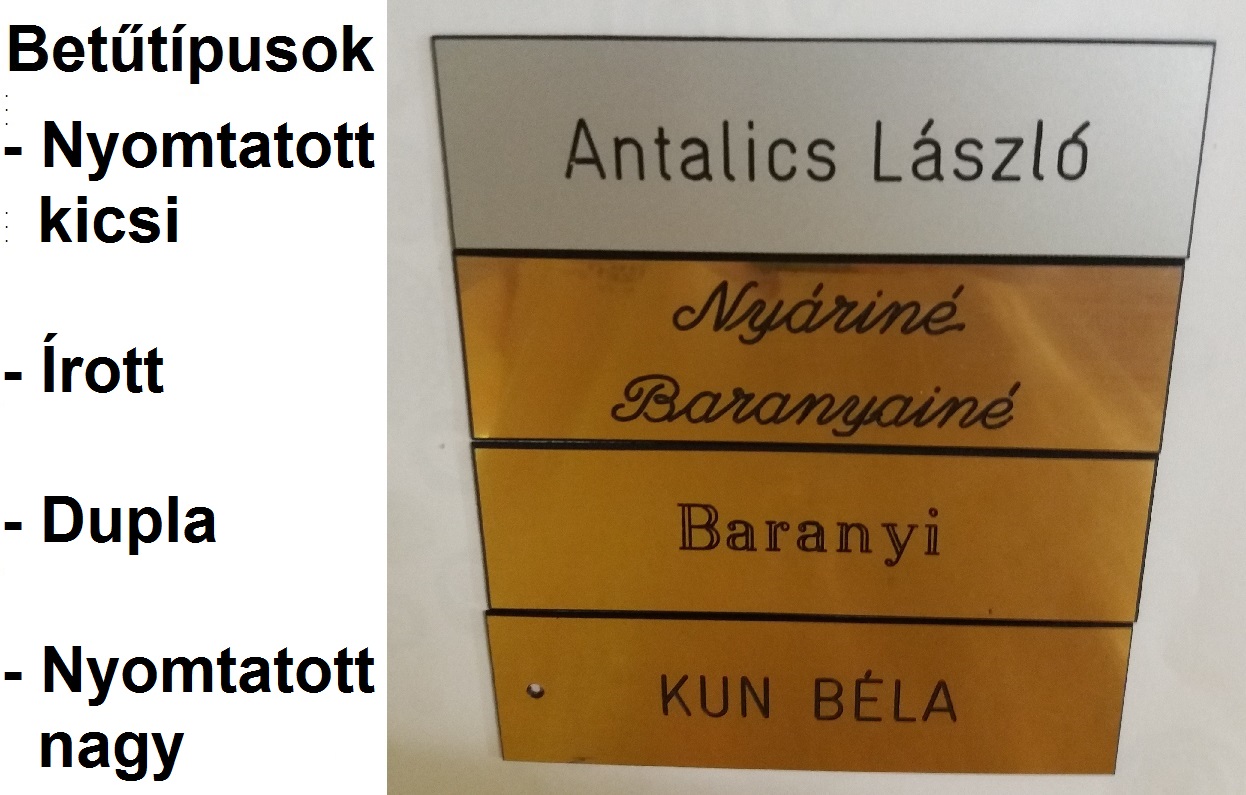 Betűtípusok
- Nyomtatott
kicsi
- Írott
- Dupla
- Nyomtatott
nagy
Antalics László
Nyáriné
Baranyainé
Baranyi
KUN BÉLA